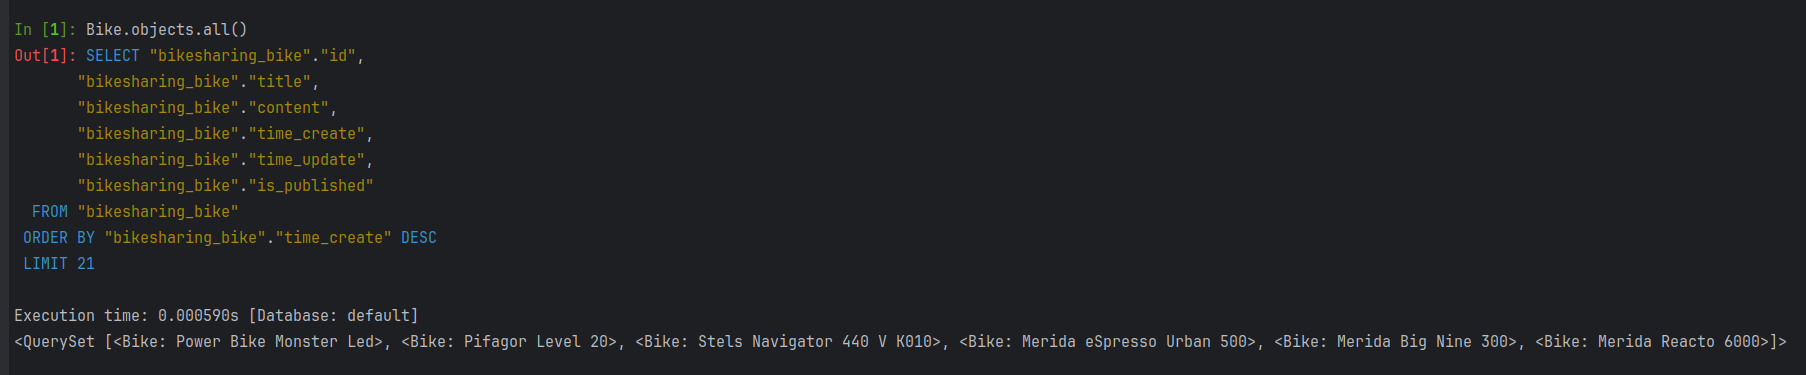 In [1]: Bike.objects.all()
Out[1]: SELECT "bikesharing_bike"."id",
       "bikesharing_bike"."title",
       "bikesharing_bike"."content",
       "bikesharing_bike"."time_create",
       "bikesharing_bike"."time_update",
       "bikesharing_bike"."is_published"
  FROM "bikesharing_bike"
 ORDER BY "bikesharing_bike"."time_create" DESC
 LIMIT 21
Execution time: 0.000590s [Database: default]
<QuerySet [<Bike: Power Bike Monster Led>, <Bike: Pifagor Level 20>, <Bike: Stels Navigator 440 V K010>, <Bike: Merida eSpresso Urban 500>, <Bike: Merida Big Nine 300>, <Bike: Merida Reacto 6000>]>